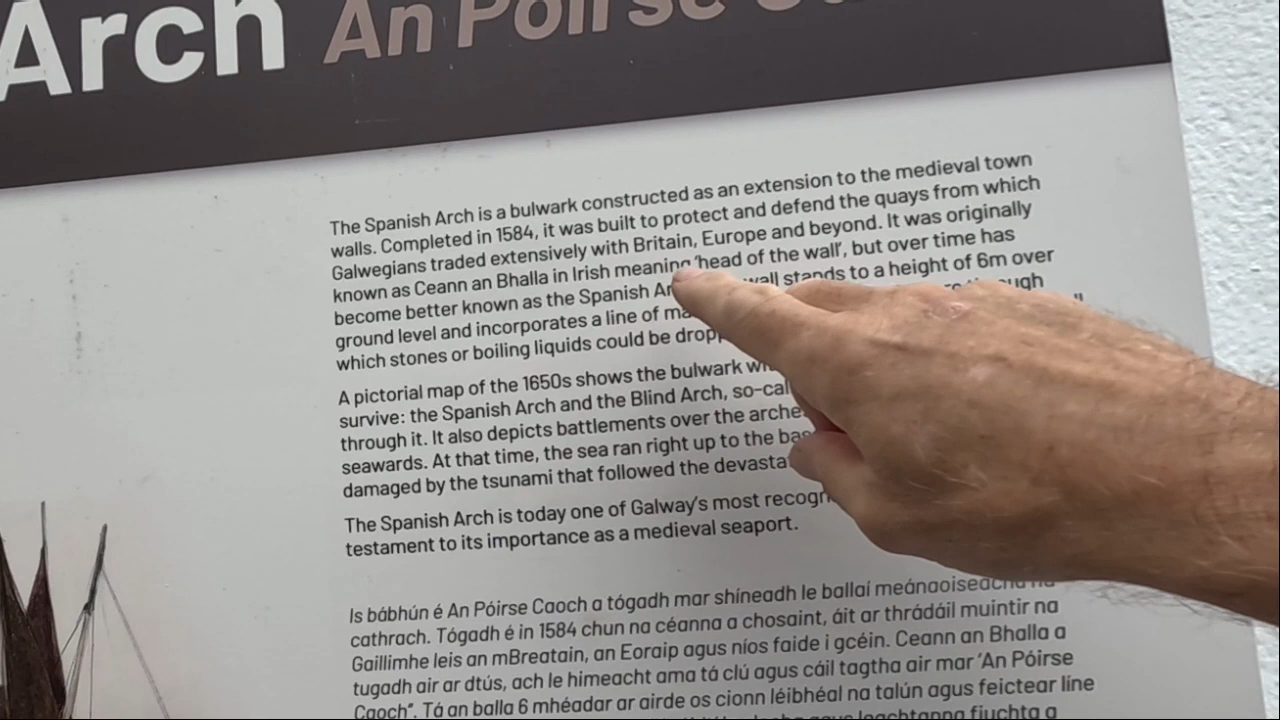 Arch An Póirse
The Spanish Arch is a bulwark constructed as an extension to the medieval town
walls. Completed in 1584, it was built to protect and defend the quays from which
Galwegians traded extensively with Britain, Europe and beyond. It was originally
known as Ceann an Bhalla in Irish meaning 'head of the wall', but over time has
become better known as the Spanish wall stands to a height of 6m over
ground level and incorporates a line of
which stones or boiling liquids could be
A pictorial map of the 1650s shows the bulwark
survive: the Spanish Arch and the Blind Arch,
through it. It also depicts battlements over the
seawards. At that time, the sea ran right up to the
damaged by the tsunami that followed the
The Spanish Arch is today one of Galway's most
testament to its importance as a medieval seaport.
Is bábhún é An Póirse Caoch a tógadh mar shíneadh le ballaí meánaoiseacha na
cathrach. Tógadh é in 1584 chun na céanna a chosaint, áit ar thrádáil muintir na
Gaillimhe leis an mBreatain, an Eoraip agus níos faide i gcéin. Ceann an Bhalla a
tugadh air ar dtús, ach le himeacht ama tá clú agus cáil tagtha air mar 'An Póirse
Caoch". Tá an balla 6 mhéadar ar airde os cionn léibhéal na talún agus feictear líne
leachtanna fiuchta a